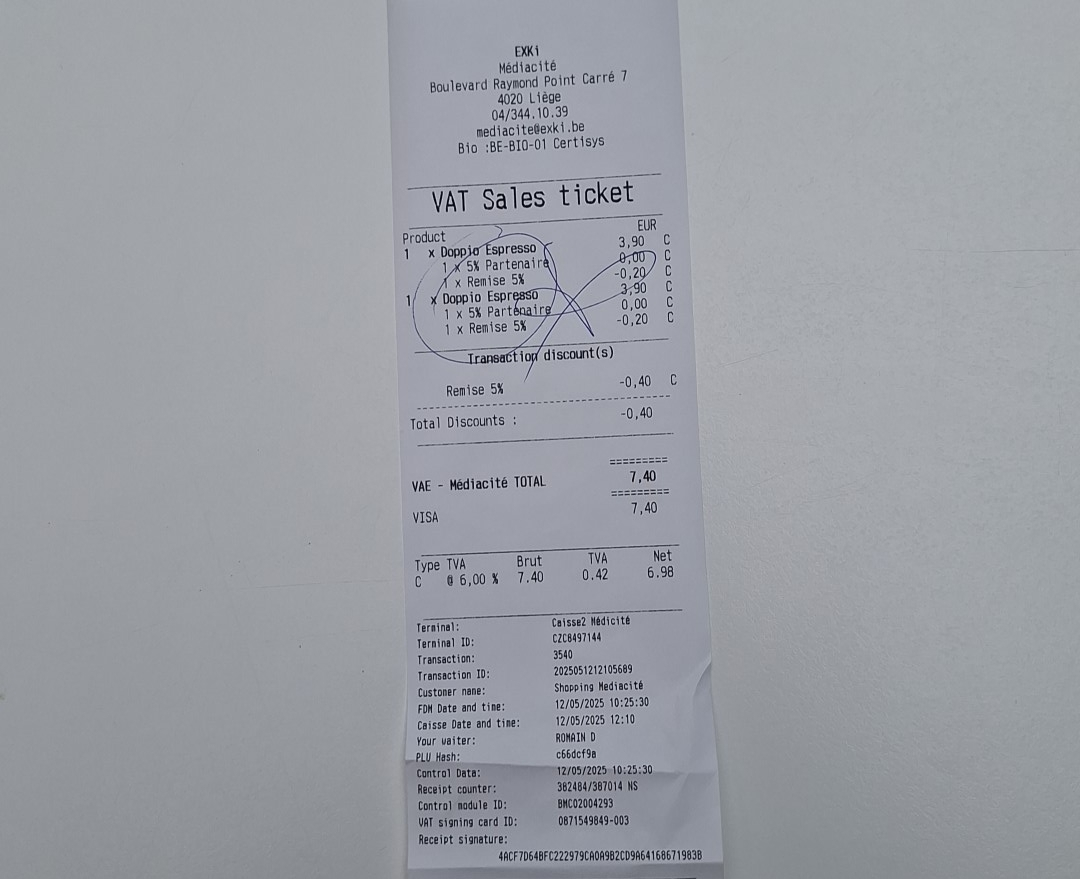 EXKi
Médiacité
Boulevard Raymond Point Carré 7
4020 Liège
04/344.10.39
mediacite@exki.be
Bio :BE-BIO-01 Certisys
VAT Sales ticket
Product EUR
1 x Doppio Espresso 3,90 C
1 x 5% Partenaire 0,00 C
1 x Remise 5% -0,20 C
1 x Doppio Espresso 3,90 C
1 x 5% Partenaire 0,00 C
1 x Remise 5% -0,20 C
Transaction discount(s)
Remise 5% -0,40 C
Total Discounts : -0,40
=========
VAE - Médiacité TOTAL 7,40
=========
VISA 7,40
Type TVA Brut TVA Net
C @ 6,00 % 7.40 0.42 6.98
Terminal: Caisse2 Médicité
Terminal ID: CZC8497144
Transaction: 3540
Transaction ID: 2025051212105689
Customer name: Shopping Mediacité
FDM Date and time: 12/05/2025 10:25:30
Caisse Date and time: 12/05/2025 12:10
Your waiter: ROMAIN D
PLU Hash: c66dcf9a
Control Data: 12/05/2025 10:25:30
Receipt counter: 382484/387014 NS
Control module ID: BMC02004293
VAT signing card ID: 0871549849-003
Receipt signature:
4ACF7D64BFC222979CA0A9B2CD9A64168671983B